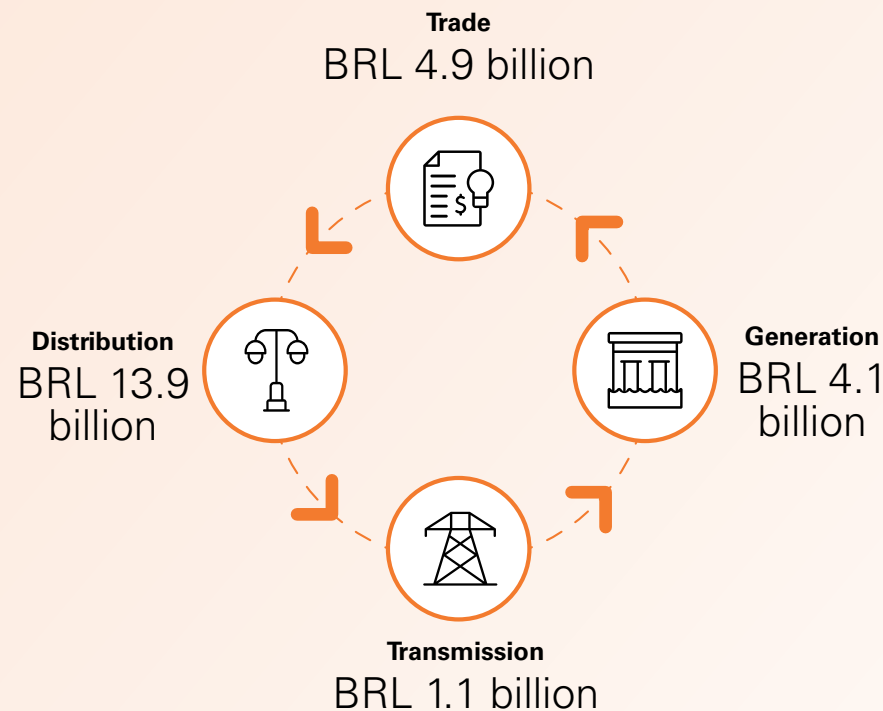 Trade
BRL 4.9 billion
$
Distribution
BRL 13.9
billion
Generation
BRL 4.1
billion
Transmission
BRL 1.1 billion